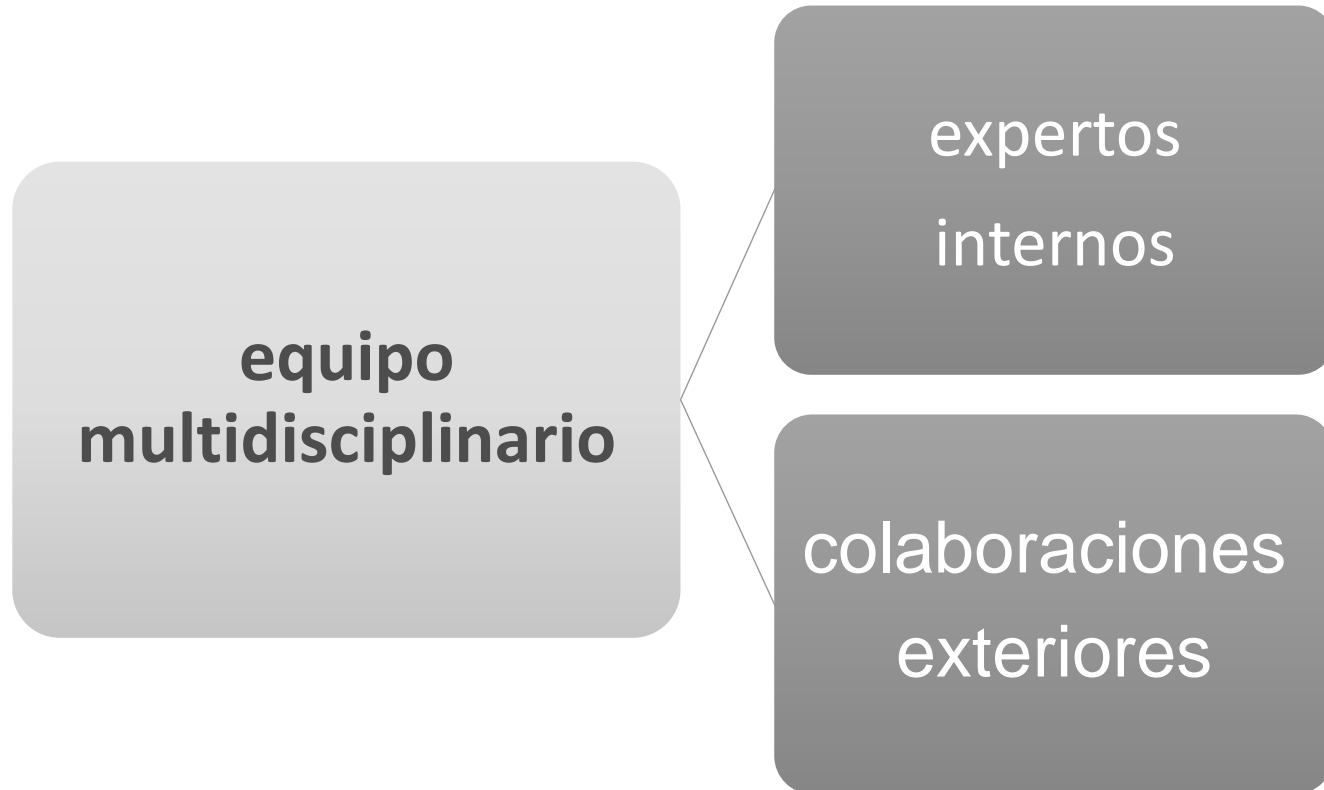 equipo
multidisciplinario
expertos
internos
colaboraciones
exteriores